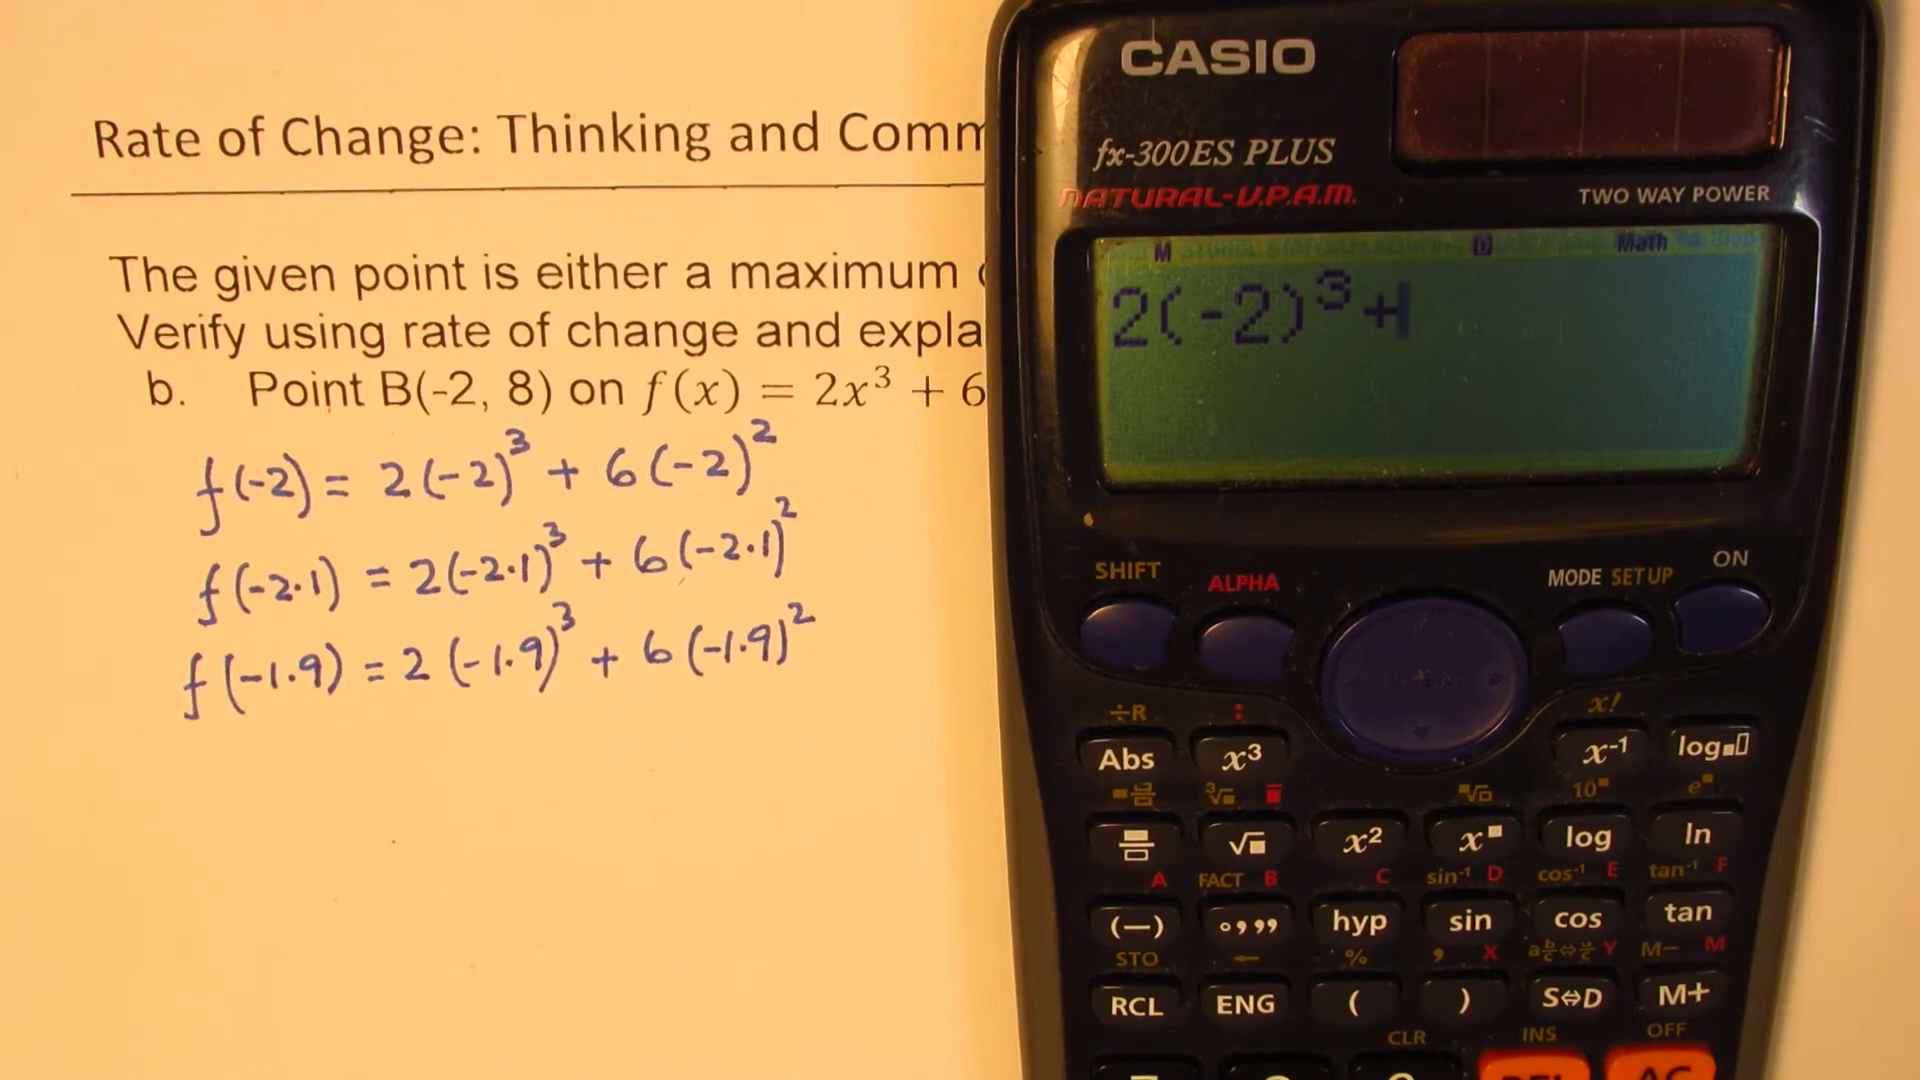 Rate of Change: Thinking and Comm
The given point is either a maximum
Verify using rate of change and expla
b. Point B(-2, 8) on f(x) = 2x³ + 6
f(-2) = 2(-2)³ + 6(-2)²
f(-2.1) = 2(-2.1)³ + 6(-2.1)²
f(-1.9) = 2(-1.9)³ + 6(-1.9)²
CASIO
fx-300ES PLUS
NATURAL-V.P.A.M.
TWO WAY POWER
M D Math
2(-2)³+
SHIFT ALPHA MODE SETUP ON
÷R : x!
Abs x³ x⁻¹ log
³√ √ 10 e
√ x² x log ln
A FACT B C sin⁻¹ D cos⁻¹ E tan⁻¹ F
(−) ° ’ ’’ hyp sin cos tan
STO ← % , X Y M− M
RCL ENG ( ) S⇔D M+
CLR INS OFF
DEL AC